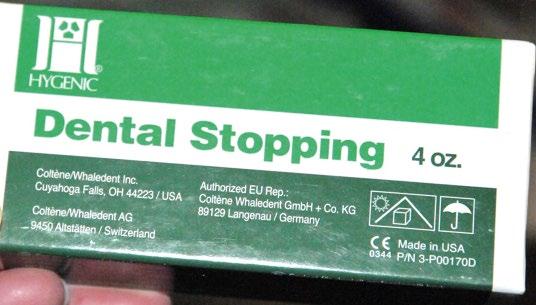 H®
HYGENIC
Dental Stopping 4 oz.
Coltène/Whaledent Inc.
Cuyahoga Falls, OH 44223 / USA
Coltène/Whaledent AG
9450 Altstätten / Switzerland
Authorized EU Rep.:
Coltène Whaledent GmbH + Co. KG
89129 Langenau / Germany
CE Made in USA
0344 P/N 3-P00170D